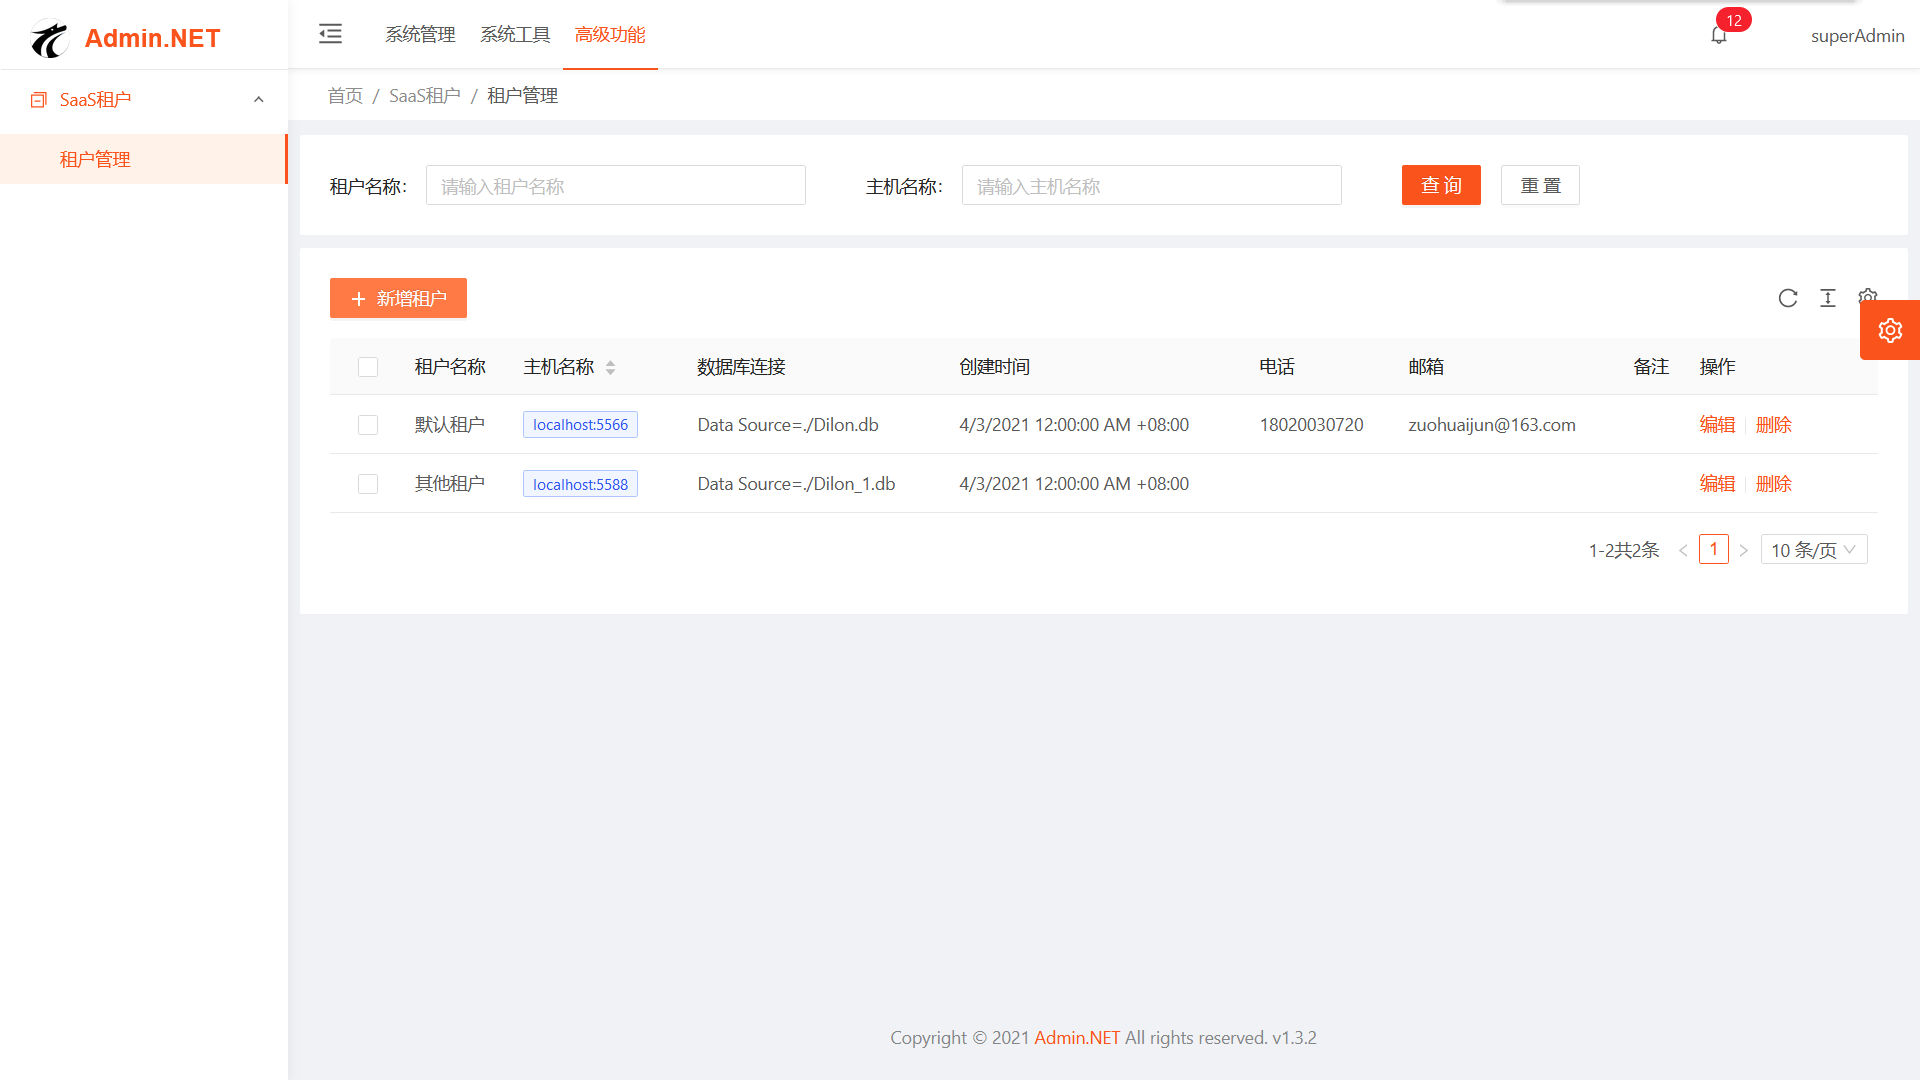 Admin.NET
系统管理 系统工具 高级功能
12
superAdmin
SaaS租户
租户管理
首页 / SaaS租户 / 租户管理
租户名称: 请输入租户名称 主机名称: 请输入主机名称 查 询 重 置
+ 新增租户
租户名称 主机名称 数据库连接 创建时间 电话 邮箱 备注 操作
默认租户 localhost:5566 Data Source=./Dilon.db 4/3/2021 12:00:00 AM +08:00 18020030720 zuohuaijun@163.com 编辑 删除
其他租户 localhost:5588 Data Source=./Dilon_1.db 4/3/2021 12:00:00 AM +08:00 编辑 删除
1-2共2条 < 1 > 10 条/页
Copyright © 2021 Admin.NET All rights reserved. v1.3.2